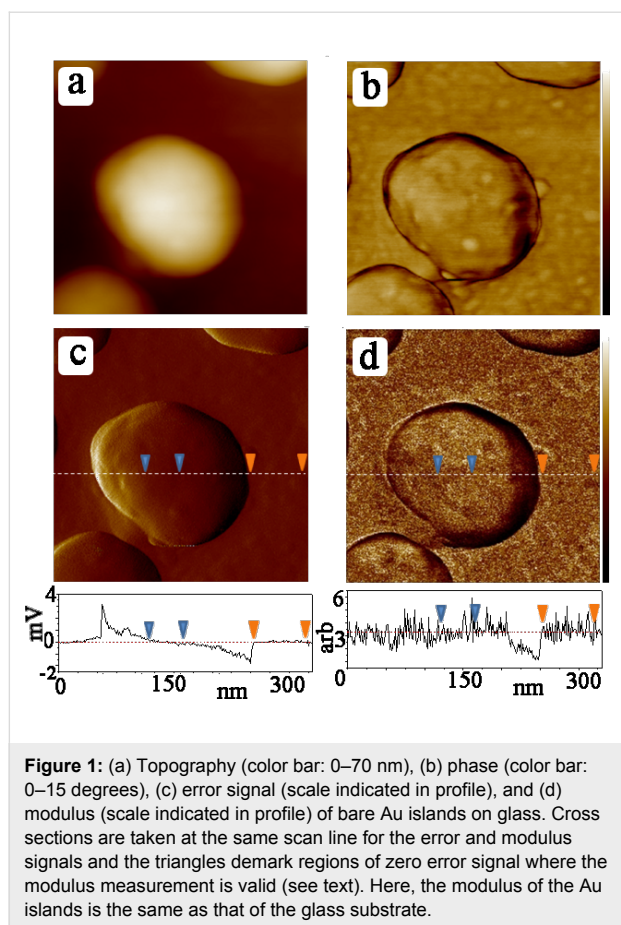 a
b
c
d
4
0
-2
mV
0
150
300
nm
6
3
0
arb
0
150
300
nm
Figure 1: (a) Topography (color bar: 0–70 nm), (b) phase (color bar:
0–15 degrees), (c) error signal (scale indicated in profile), and (d)
modulus (scale indicated in profile) of bare Au islands on glass. Cross
sections are taken at the same scan line for the error and modulus
signals and the triangles demark regions of zero error signal where the
modulus measurement is valid (see text). Here, the modulus of the Au
islands is the same as that of the glass substrate.